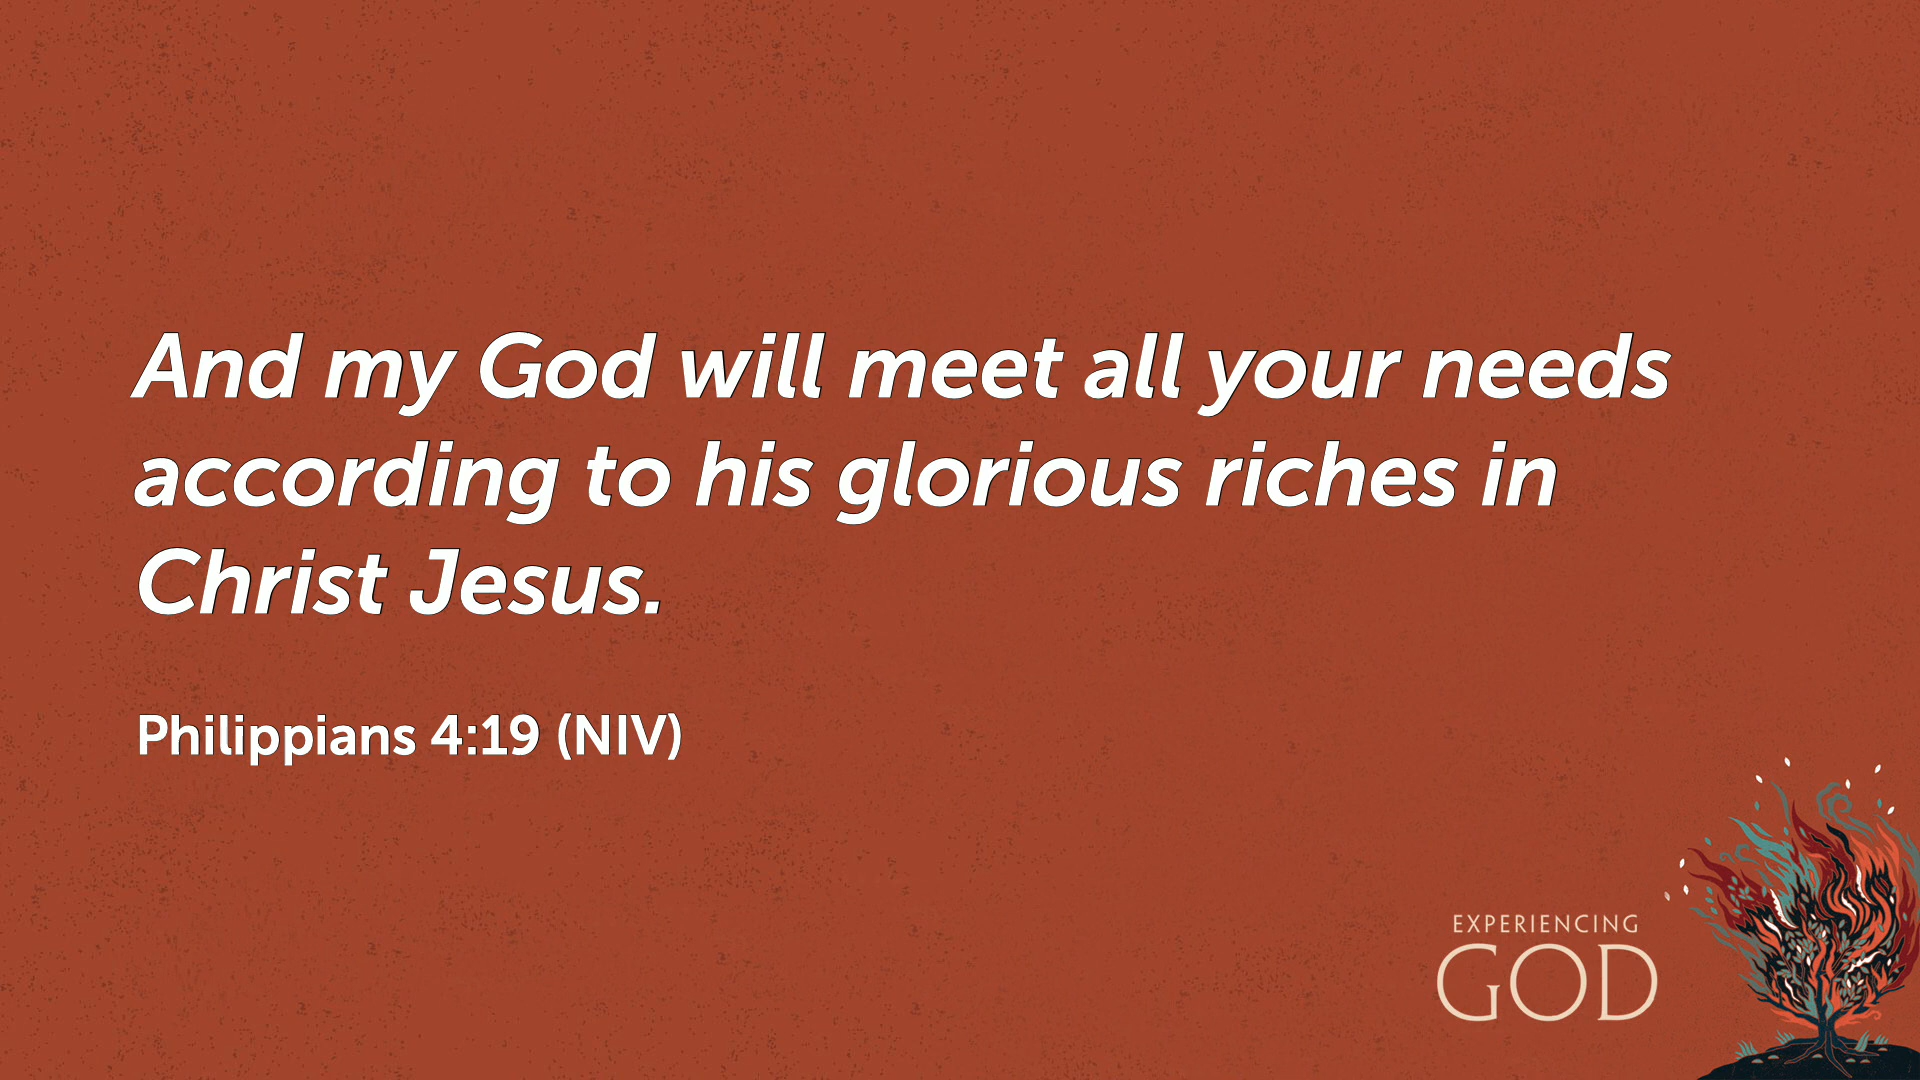 And my God will meet all your needs
according to his glorious riches in
Christ Jesus.
Philippians 4:19 (NIV)
EXPERIENCING
GOD